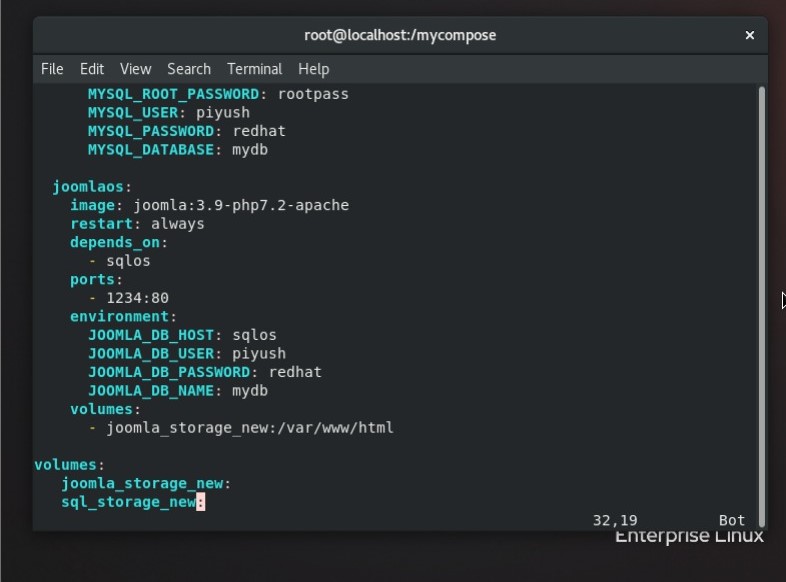 root@localhost:/mycompose
×
File Edit View Search Terminal Help
MYSQL_ROOT_PASSWORD: rootpass
MYSQL_USER: piyush
MYSQL_PASSWORD: redhat
MYSQL_DATABASE: mydb
joomlaos:
image: joomla:3.9-php7.2-apache
restart: always
depends_on:
- sqlos
ports:
- 1234:80
environment:
JOOMLA_DB_HOST: sqlos
JOOMLA_DB_USER: piyush
JOOMLA_DB_PASSWORD: redhat
JOOMLA_DB_NAME: mydb
volumes:
- joomla_storage_new:/var/www/html
volumes:
joomla_storage_new:
sql_storage_new:
32,19 Bot
Enterprise Linux